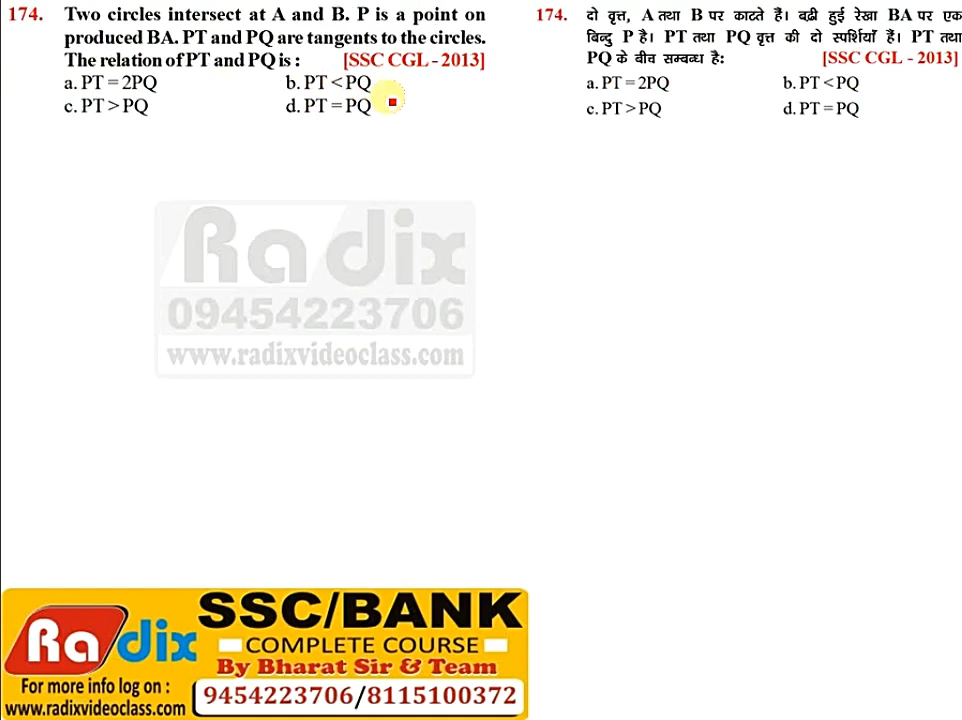 174. Two circles intersect at A and B. P is a point on
produced BA. PT and PQ are tangents to the circles.
The relation of PT and PQ is : [SSC CGL - 2013]
a. PT = 2PQ b. PT < PQ
c. PT > PQ d. PT = PQ
174. दो वृत्त, A तथा B पर काटते हैं। बढ़ी हुई रेखा BA पर एक
बिन्दु P है। PT तथा PQ वृत्त की दो स्पर्शियाँ हैं। PT तथा
PQ के बीच सम्बन्ध है: [SSC CGL - 2013]
a. PT = 2PQ b. PT < PQ
c. PT > PQ d. PT = PQ
Radix
09454223706
www.radixvideoclass.com
Radix
For more info log on :
www.radixvideoclass.com
SSC/BANK
COMPLETE COURSE
By Bharat Sir & Team
9454223706/8115100372